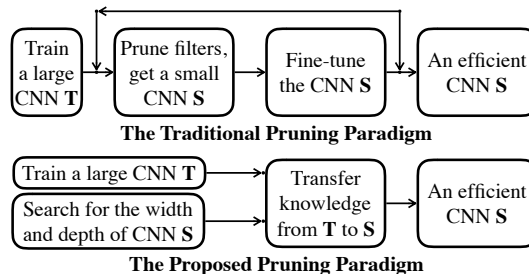 Train
a large
CNN T
Prune filters,
get a small
CNN S
Fine-tune
the CNN S
An efficient
CNN S
The Traditional Pruning Paradigm
Train a large CNN T
Search for the width
and depth of CNN S
Transfer
knowledge
from T to S
An efficient
CNN S
The Proposed Pruning Paradigm